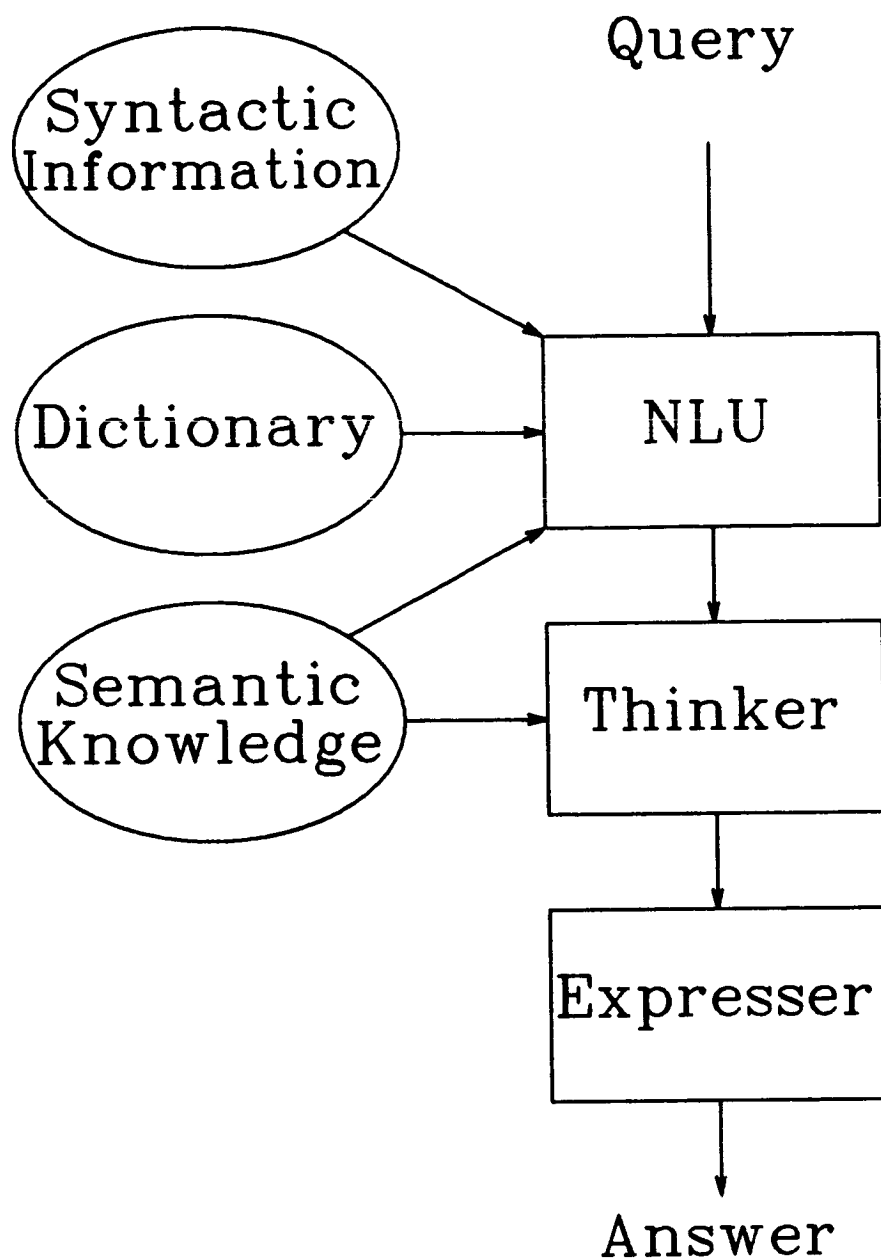 Query
Syntactic
Information
Dictionary
NLU
Semantic
Knowledge
Thinker
Expresser
Answer